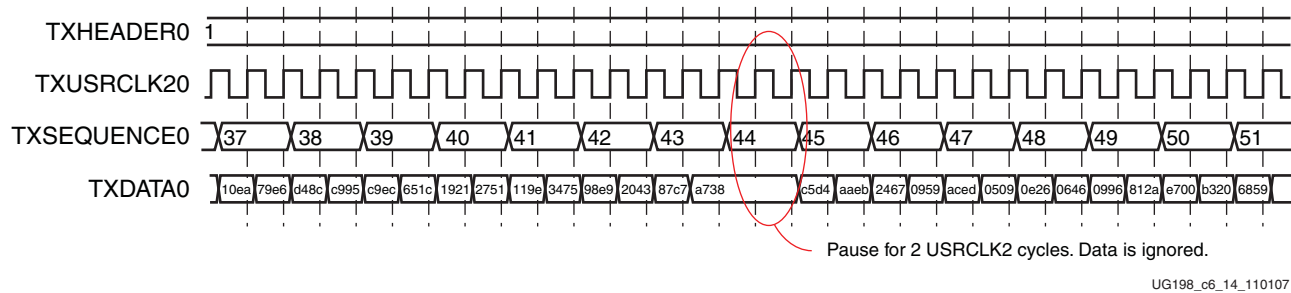 TXHEADER0 1
TXUSRCLK20
TXSEQUENCE0 37 38 39 40 41 42 43 44 45 46 47 48 49 50 51
TXDATA0 10ea 79e6 d48c c995 c9ec 651c 1921 2751 119e 3475 98e9 2043 87c7 a738 c5d4 aaeb 2467 0959 aced 0509 0e26 0646 0996 812a e700 b320 6859
Pause for 2 USRCLK2 cycles. Data is ignored.
UG198_c6_14_110107